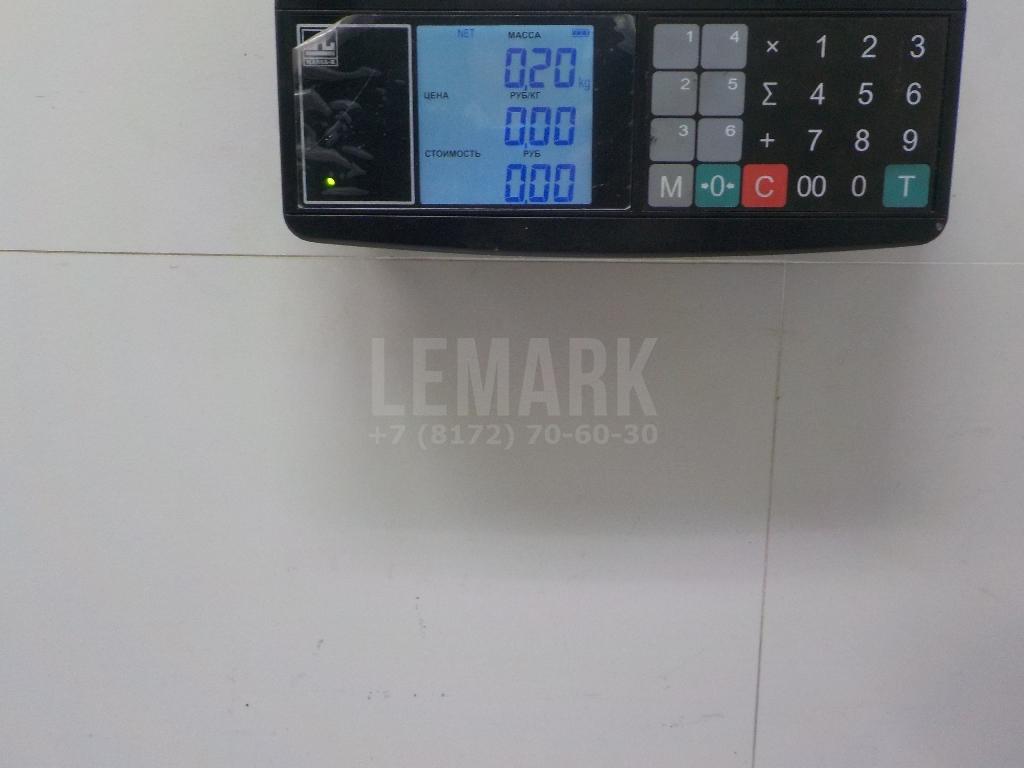 NET МАССА
0,20 kg
ЦЕНА РУБ/КГ
0,00
СТОИМОСТЬ РУБ
0,00
МАССА-К
1 4 × 1 2 3
2 5 Σ 4 5 6
3 6 + 7 8 9
M →0← C 00 0 T
LEMARK
+7 (8172) 70-60-30